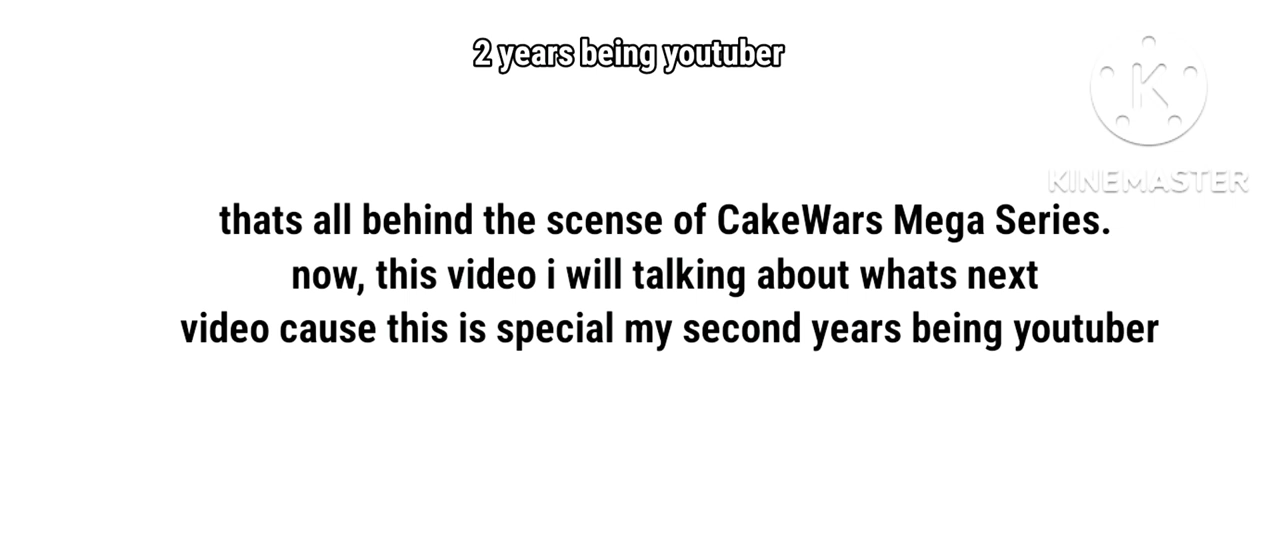 2 years being youtuber
K
KINEMASTER
thats all behind the scense of CakeWars Mega Series.
now, this video i will talking about whats next
video cause this is special my second years being youtuber